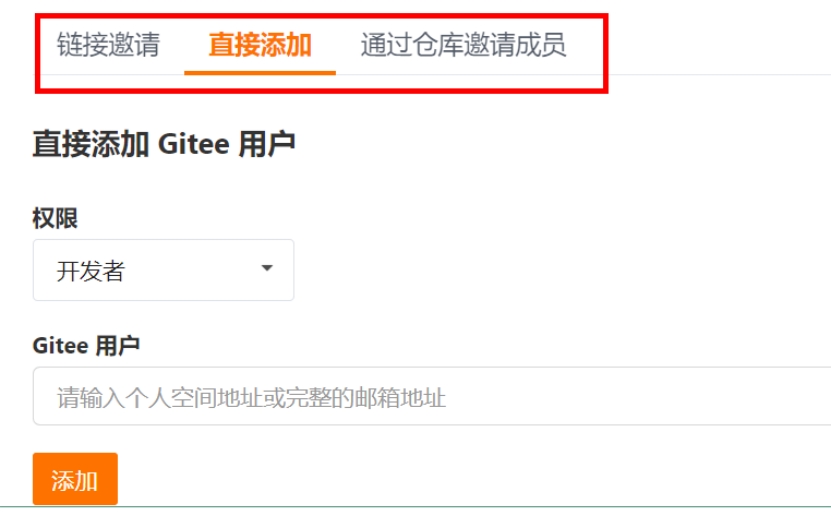 链接邀请 直接添加 通过仓库邀请成员
直接添加 Gitee 用户
权限
开发者
Gitee 用户
请输入个人空间地址或完整的邮箱地址
添加